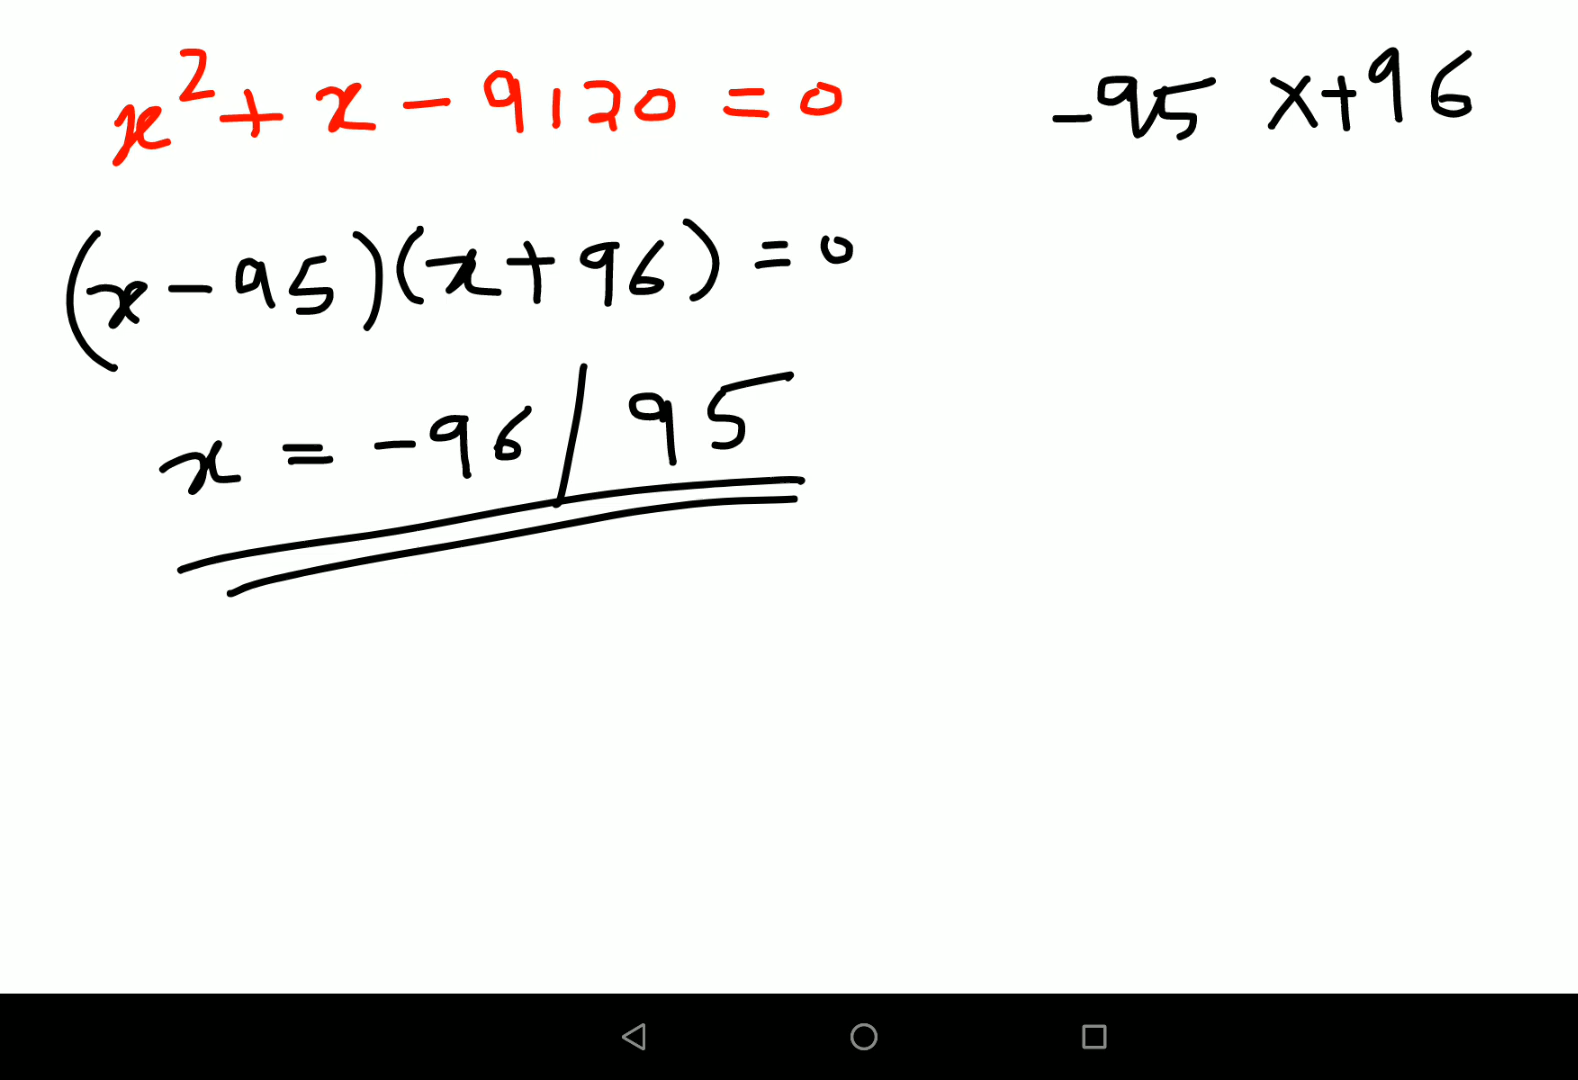 x² + x - 9120 = 0
-95 x+96
(x - 95)(x + 96) = 0
x = -96 / 95